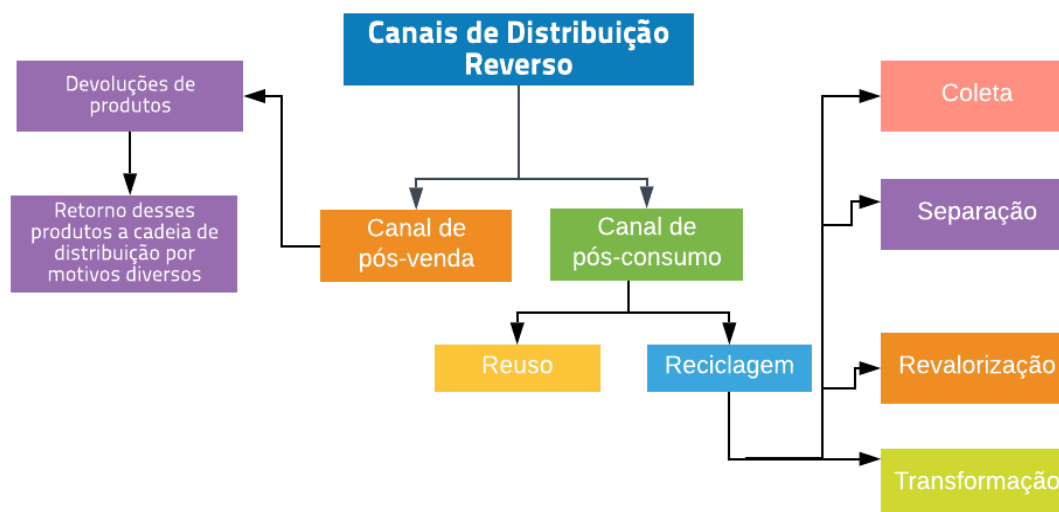 Canais de Distribuição
Reverso
Devoluções de
produtos
Retorno desses
produtos a cadeia de
distribuição por
motivos diversos
Canal de
pós-venda
Canal de
pós-consumo
Reuso
Reciclagem
Coleta
Separação
Revalorização
Transformação